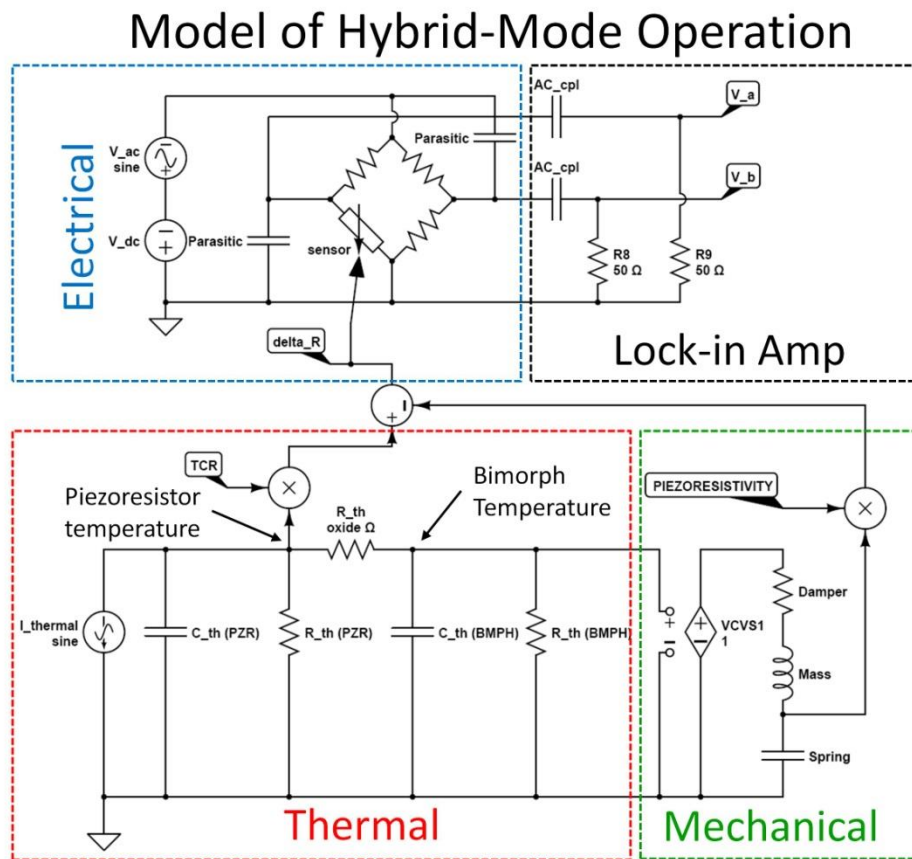 Model of Hybrid-Mode Operation
Electrical
V_ac
sine
V_dc
Parasitic
sensor
Parasitic
delta_R
AC_cpl
AC_cpl
V_a
V_b
R8
50 Ω
R9
50 Ω
Lock-in Amp
I
+
TCR
×
Piezoresistor
temperature
R_th
oxide Ω
Bimorph
Temperature
PIEZORESISTIVITY
×
I_thermal
sine
C_th (PZR)
R_th (PZR)
C_th (BMPH)
R_th (BMPH)
VCVS1
1
Damper
Mass
Spring
Thermal
Mechanical